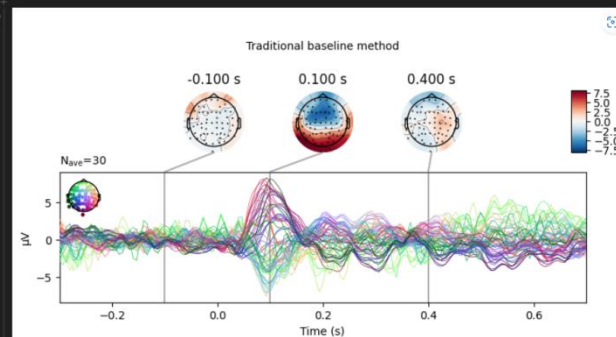 Traditional baseline method
-0.100 s 0.100 s 0.400 s
7.5
5.0
2.5
0.0
−2.5
−5.0
−7.5
Nave=30
5
0
−5
µV
−0.2 0.0 0.2 0.4 0.6
Time (s)